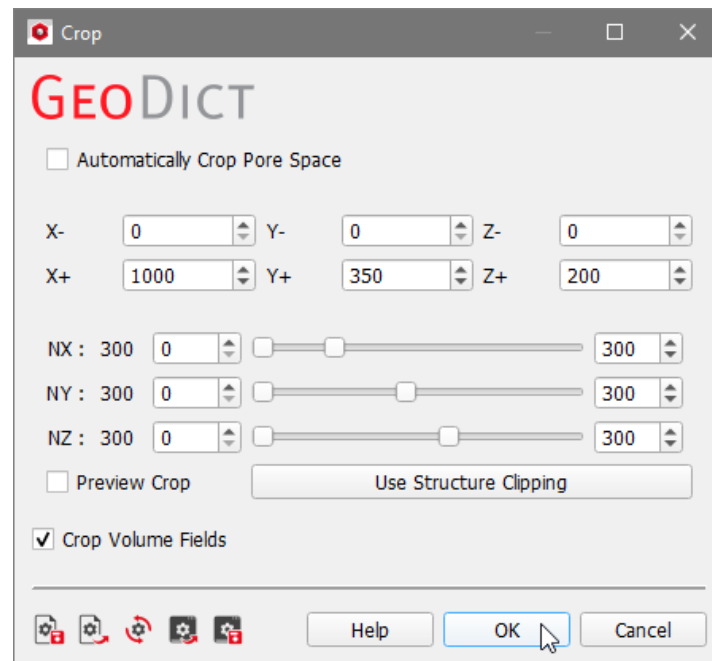 Crop
GEODICT
Automatically Crop Pore Space
X- 0 Y- 0 Z- 0
X+ 1000 Y+ 350 Z+ 200
NX : 300 0 300
NY : 300 0 300
NZ : 300 0 300
Preview Crop Use Structure Clipping
Crop Volume Fields
Help OK Cancel